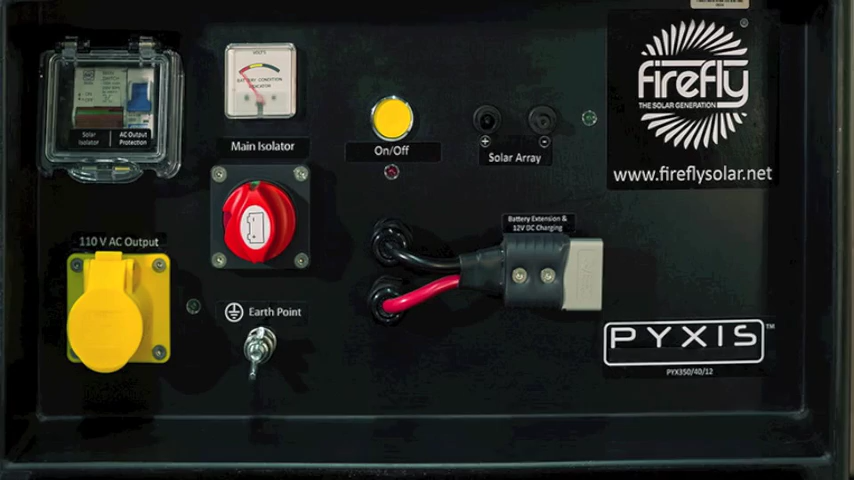 VOLTS
BATTERY CONDITION
INDICATOR
Solar Isolator
AC Output Protection
Main Isolator
On/Off
+ -
Solar Array
firefly
®
THE SOLAR GENERATION
www.fireflysolar.net
110 V AC Output
Earth Point
Battery Extension &
12V DC Charging
PYXIS™
PYX350/40/12